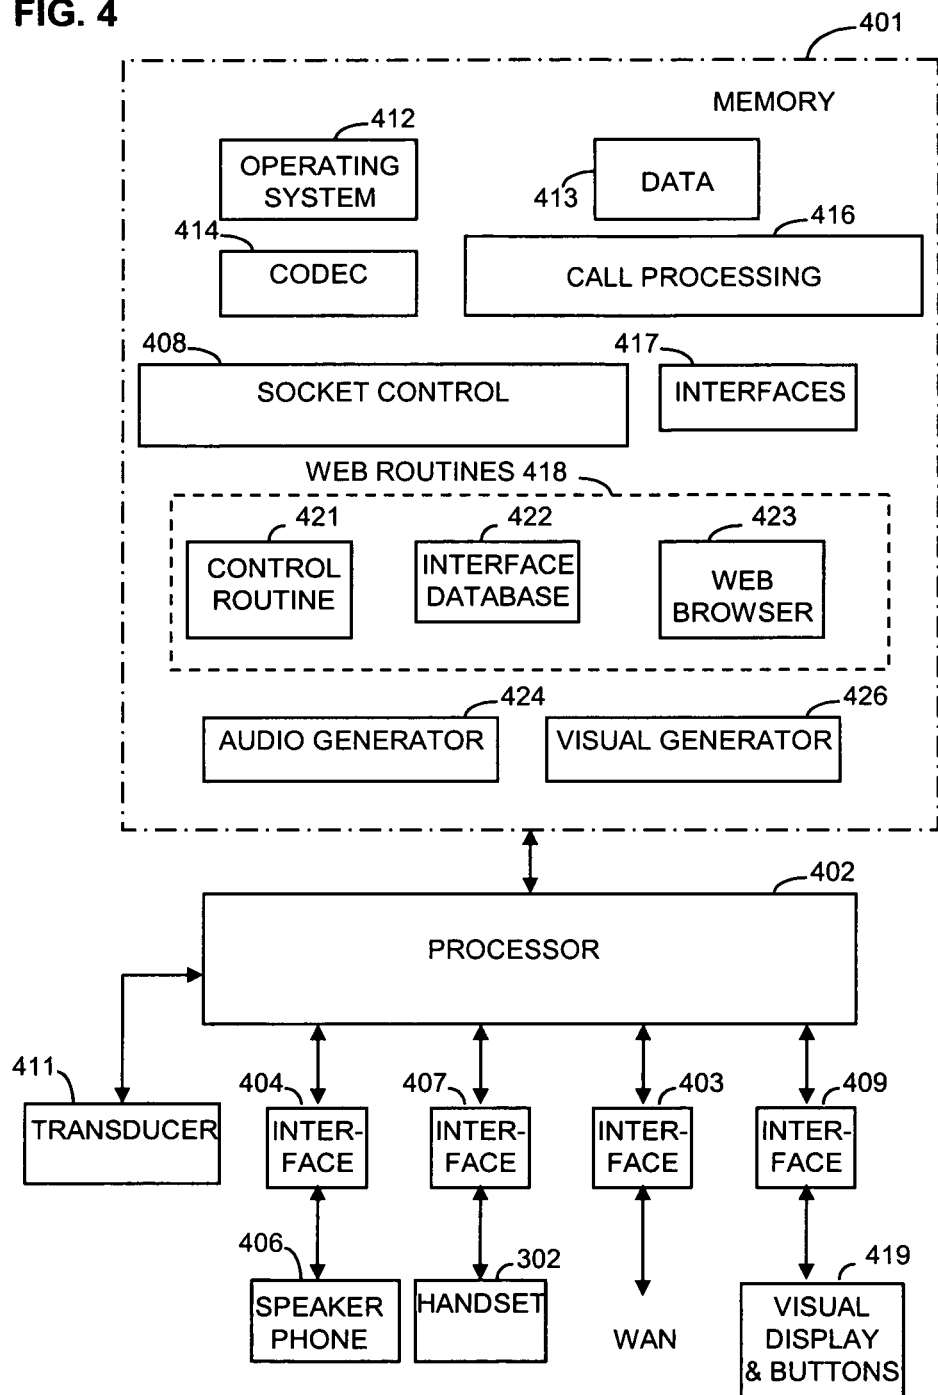 FIG. 4
401
MEMORY
412
OPERATING
SYSTEM
413
DATA
414
CODEC
416
CALL PROCESSING
408
SOCKET CONTROL
417
INTERFACES
WEB ROUTINES 418
421
CONTROL
ROUTINE
422
INTERFACE
DATABASE
423
WEB
BROWSER
424
AUDIO GENERATOR
426
VISUAL GENERATOR
402
PROCESSOR
411
TRANSDUCER
404
INTER-
FACE
407
INTER-
FACE
403
INTER-
FACE
409
INTER-
FACE
406
SPEAKER
PHONE
302
HANDSET
WAN
419
VISUAL
DISPLAY
& BUTTONS